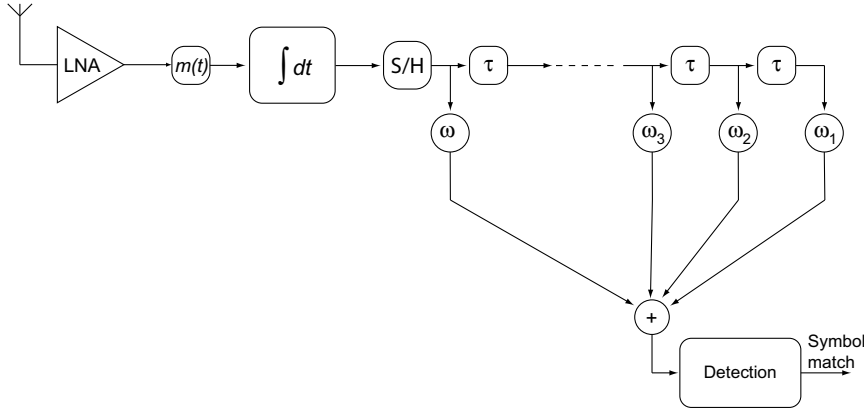 LNA
m(t)
∫ dt
S/H
τ
τ
τ
ω
ω₃
ω₂
ω₁
+
Detection
Symbol
match